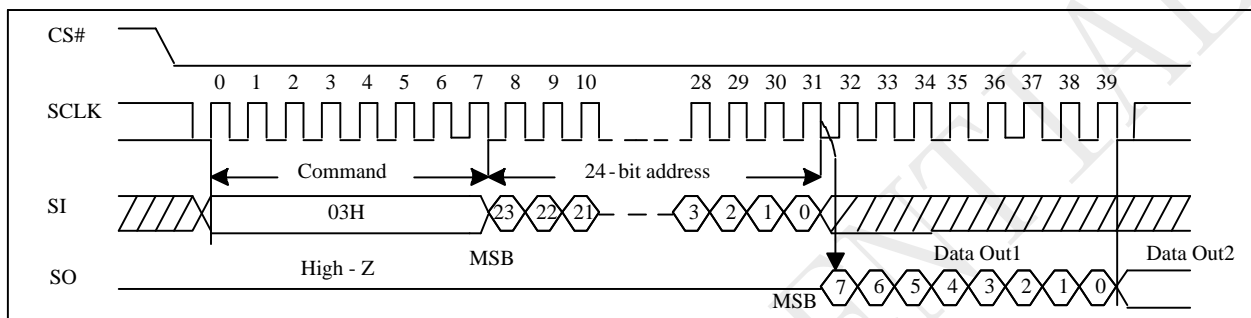 CS#
0 1 2 3 4 5 6 7 8 9 10 28 29 30 31 32 33 34 35 36 37 38 39
SCLK
Command 24-bit address
SI 03H 23 22 21 3 2 1 0
High - Z MSB Data Out1 Data Out2
SO MSB 7 6 5 4 3 2 1 0